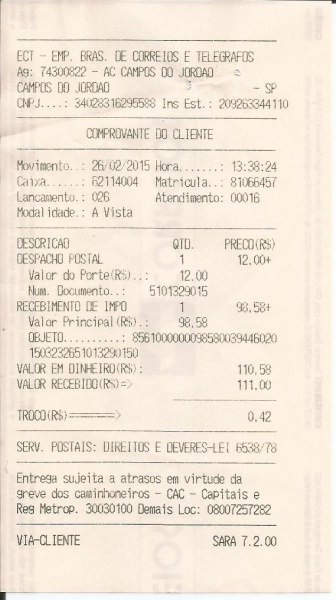 ECT - EMP. BRAS. DE CORREIOS E TELEGRAFOS
Ag: 74300822 - AC CAMPOS DO JORDAO
CAMPOS DO JORDAO - SP
CNPJ....: 34028316295588 Ins Est.: 209263344110
COMPROVANTE DO CLIENTE
Movimento..: 26/02/2015 Hora.......: 13:38:24
Caixa......: 62114004 Matricula..: 81066457
Lancamento.: 026 Atendimento: 00016
Modalidade.: A Vista
DESCRICAO QTD. PRECO(R$)
DESPACHO POSTAL 1 12,00+
Valor do Porte(R$)..: 12,00
Num. Documento..: 5101329015
RECEBIMENTO DE IMPO 1 98,58+
Valor Principal(R$).: 98,58
OBJETO..........: 85610000000098580039446020
1503232651013290150
VALOR EM DINHEIRO(R$): 110,58
VALOR RECEBIDO(R$)=> 111,00
TROCO(R$)========> 0,42
SERV. POSTAIS: DIREITOS E DEVERES-LEI 6538/78
Entrega sujeita a atrasos em virtude da
greve dos caminhoneiros - CAC - Capitais e
Reg Metrop. 30030100 Demais Loc: 08007257282
VIA-CLIENTE SARA 7.2.00